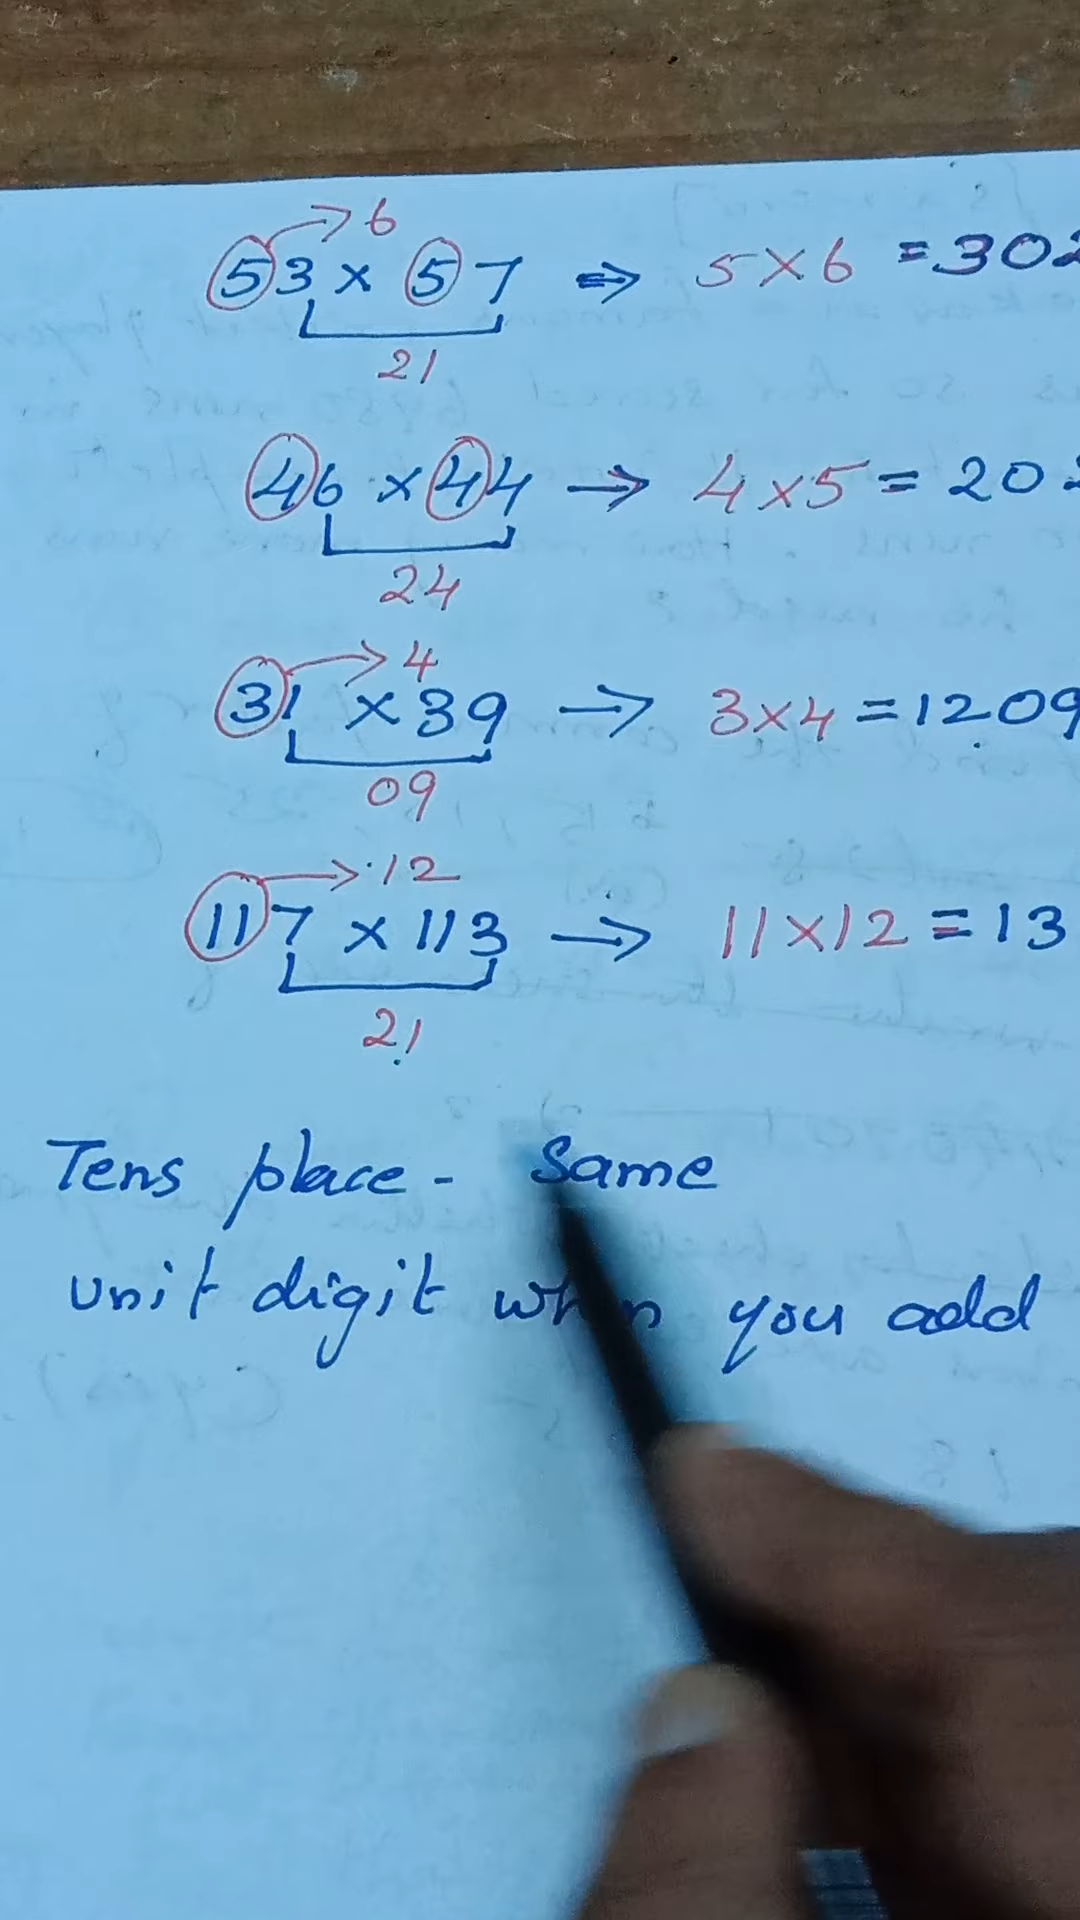 6
53 x 57 ⇒ 5x6 = 302
21
46 x 44 → 4x5 = 20
24
4
31 x 39 → 3x4 = 1209
09
12
117 x 113 → 11x12 = 13
21
Tens place - Same
unit digit when you add